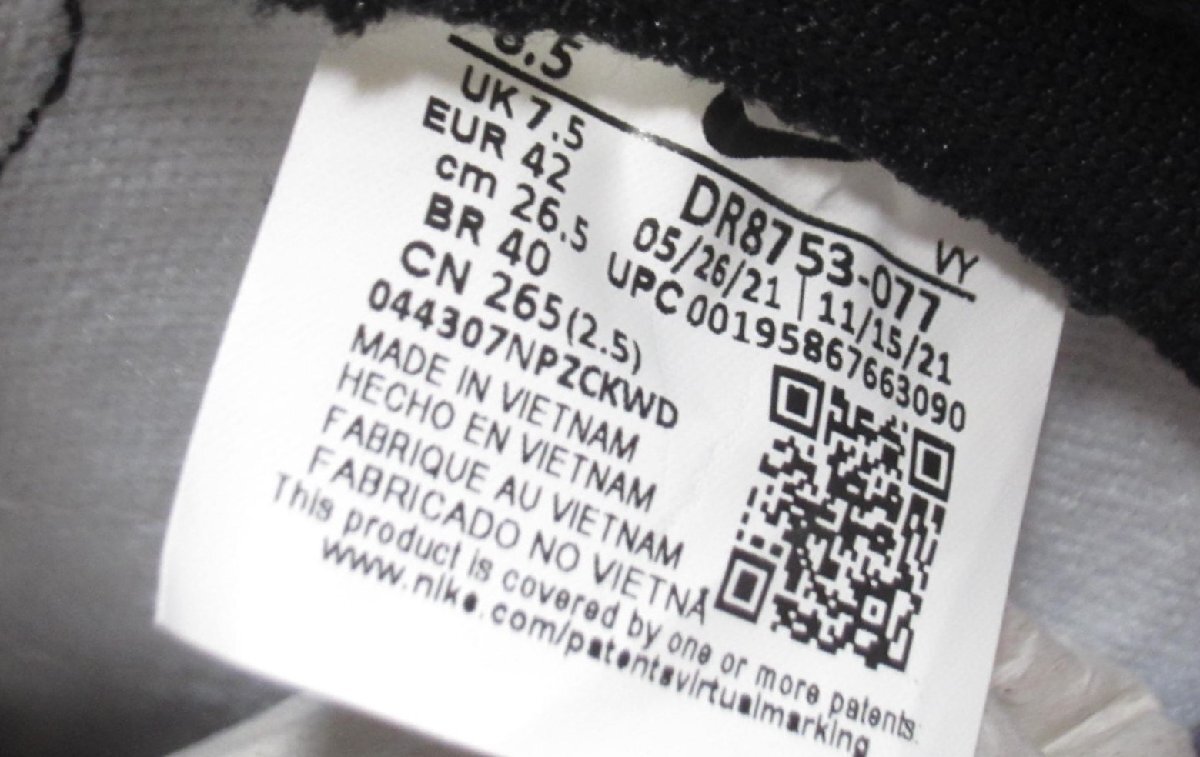 8.5
UK 7.5
EUR 42
cm 26.5
BR 40
CN 265(2.5)
044307NPZCKWD
MADE IN VIETNAM
HECHO EN VIETNAM
FABRIQUE AU VIETNAM
FABRICADO NO VIETNÃ
This product is covered by one or more patents.
www.nike.com/patentsvirtualmarking
VY
DR8753-077
05/26/21 | 11/15/21
UPC 00195867663090